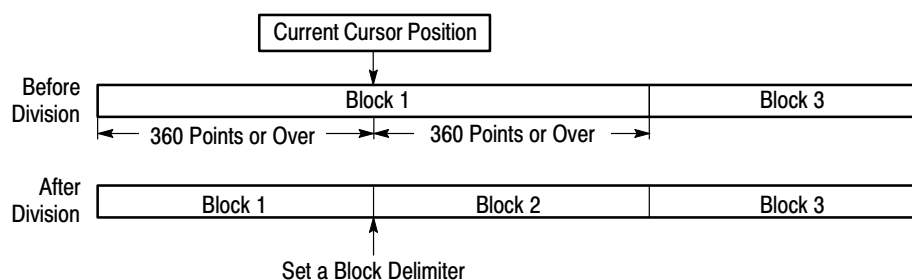 Current Cursor Position
Before
Division
Block 1
Block 3
360 Points or Over
360 Points or Over
After
Division
Block 1
Block 2
Block 3
Set a Block Delimiter